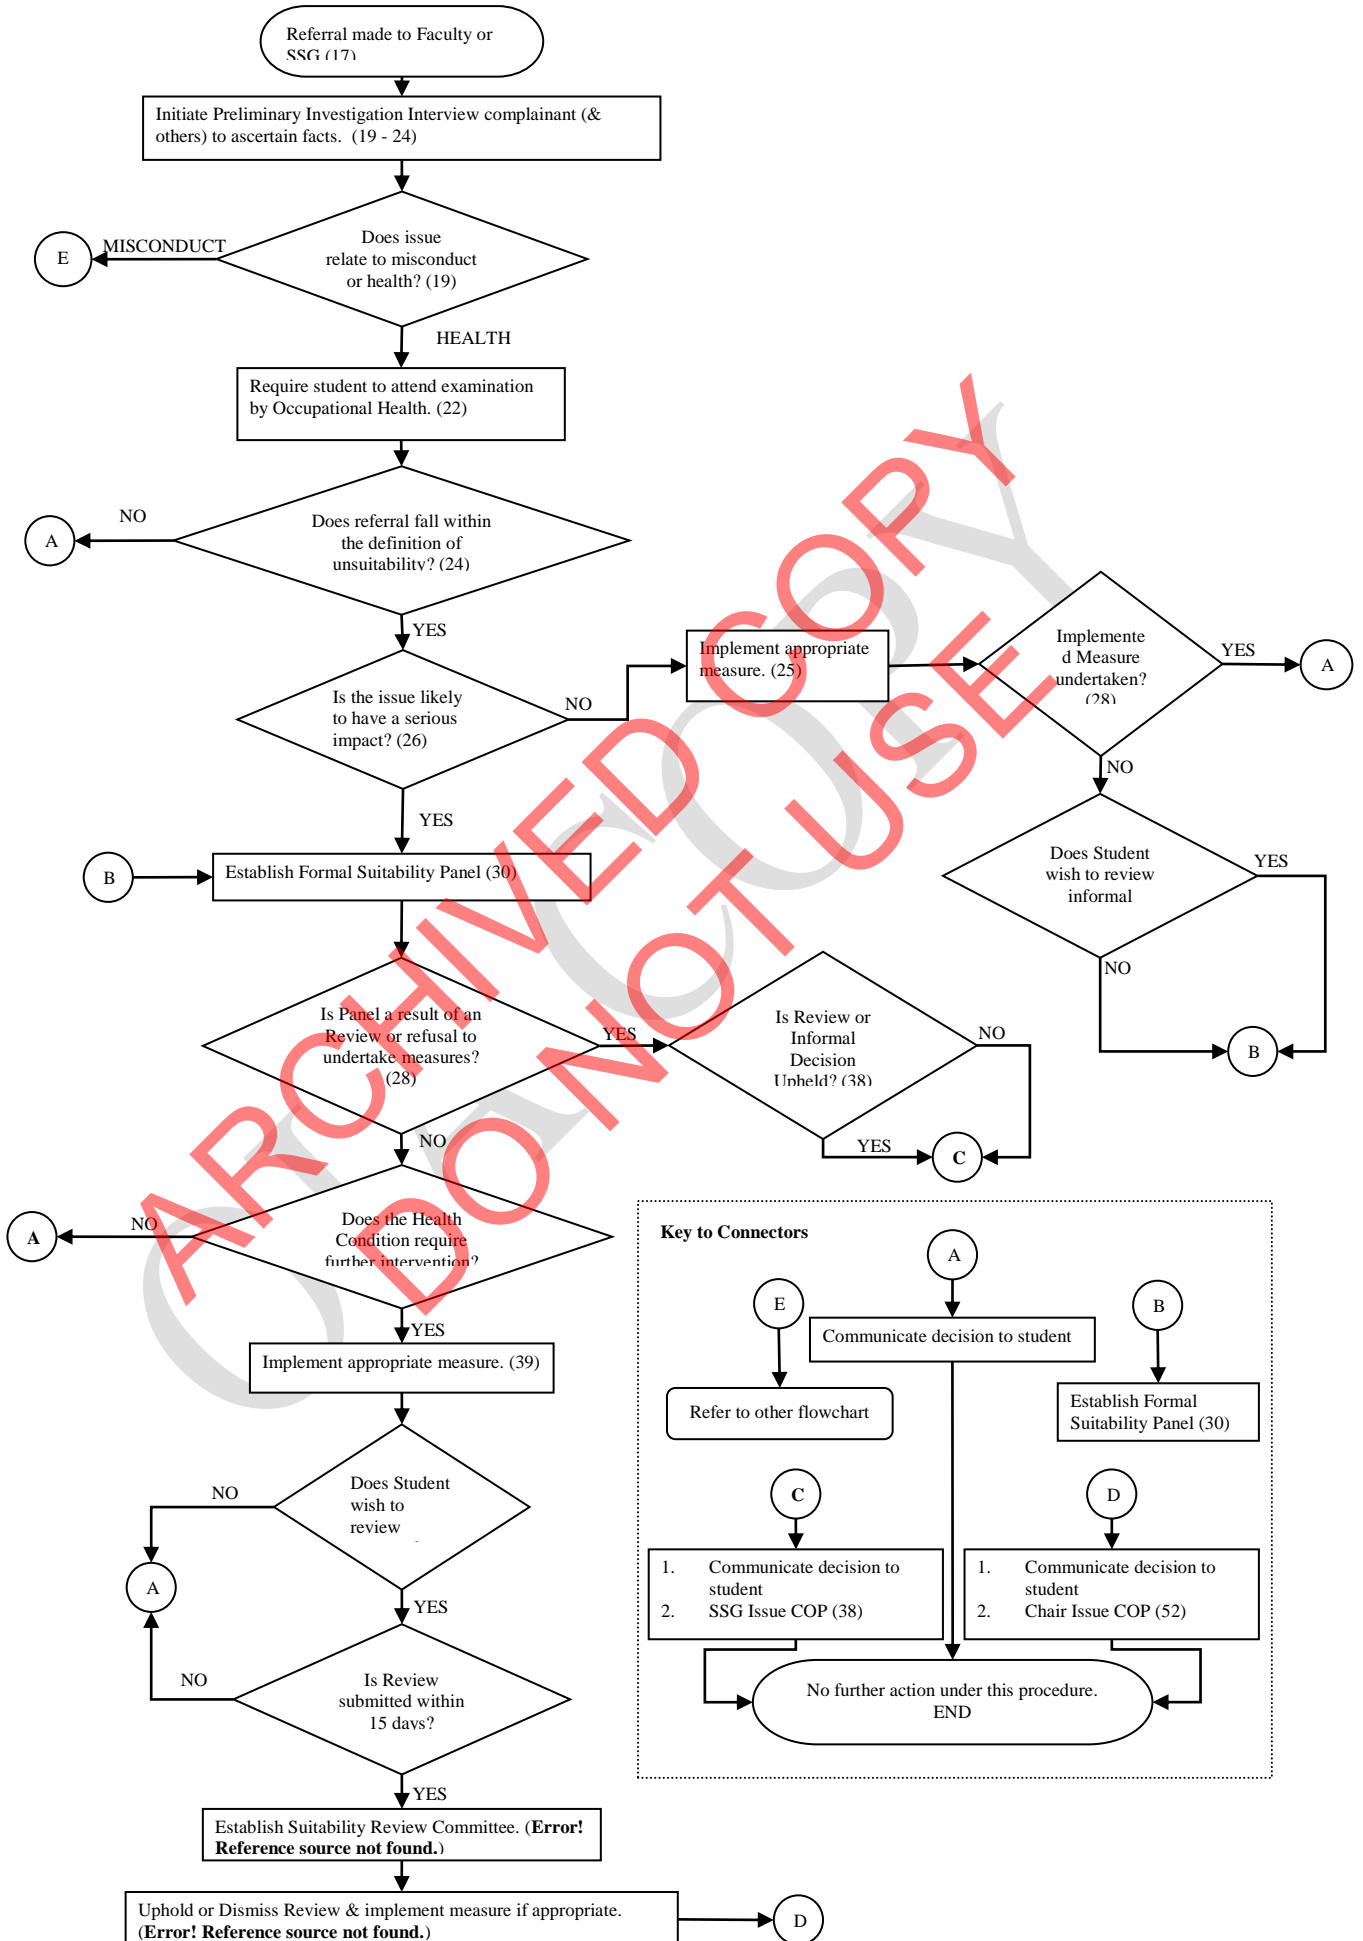 Referral made to Faculty or
SSG (17)
Initiate Preliminary Investigation Interview complainant (&
others) to ascertain facts.  (19 - 24)
Does issue
relate to misconduct
or health? (19)
MISCONDUCT
E
HEALTH
Require student to attend examination
by Occupational Health. (22)
Does referral fall within
the definition of
unsuitability? (24)
NO
A
YES
Is the issue likely
to have a serious
impact? (26)
NO
Implement appropriate
measure. (25)
Implemente
d Measure
undertaken?
(28)
YES
A
NO
Does Student
wish to review
informal
YES
NO
B
YES
B
Establish Formal Suitability Panel (30)
Is Panel a result of an
Review or refusal to
undertake measures?
(28)
YES
Is Review or
Informal
Decision
Upheld? (38)
NO
YES
C
NO
Does the Health
Condition require
further intervention?
NO
A
YES
Implement appropriate measure. (39)
Does Student
wish to
review
NO
A
YES
Is Review
submitted within
15 days?
NO
YES
Establish Suitability Review Committee. (Error!
Reference source not found.)
Uphold or Dismiss Review & implement measure if appropriate.
(Error! Reference source not found.)
D
Key to Connectors
A
Communicate decision to student
E
Refer to other flowchart
B
Establish Formal
Suitability Panel (30)
C
1. Communicate decision to
student
2. SSG Issue COP (38)
D
1. Communicate decision to
student
2. Chair Issue COP (52)
No further action under this procedure.
END
ARCHIVED COPY
DO NOT USE